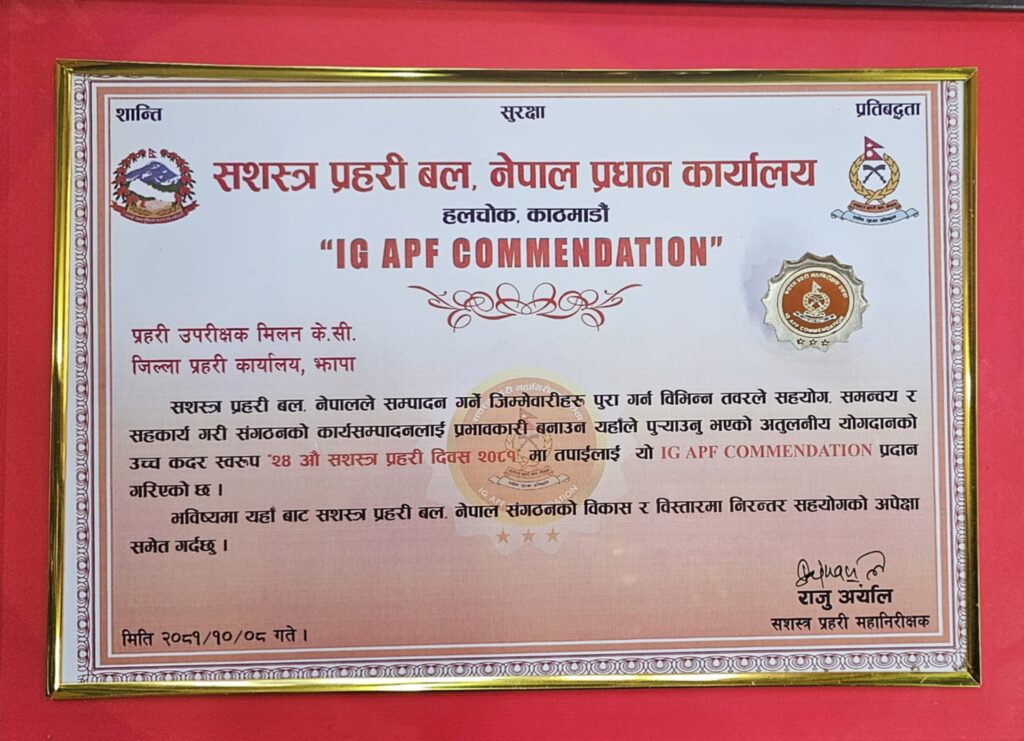 शान्ति सुरक्षा प्रतिबद्धता
सशस्त्र प्रहरी बल, नेपाल प्रधान कार्यालय
हलचोक, काठमाडौं
“IG APF COMMENDATION”
IG APF COMMENDATION
प्रहरी उपरीक्षक मिलन के.सी.
जिल्ला प्रहरी कार्यालय, झापा
सशस्त्र प्रहरी बल, नेपालले सम्पादन गर्ने जिम्मेवारीहरु पुरा गर्न विभिन्न तवरले सहयोग, समन्वय र
सहकार्य गरी संगठनको कार्यसम्पादनलाई प्रभावकारी बनाउन यहाँले पुऱ्याउनु भएको अतुलनीय योगदानको
उच्च कदर स्वरुप "२४ औ सशस्त्र प्रहरी दिवस २०८१" मा तपाईलाई यो IG APF COMMENDATION प्रदान
गरिएको छ ।
भविष्यमा यहाँ बाट सशस्त्र प्रहरी बल, नेपाल संगठनको विकास र विस्तारमा निरन्तर सहयोगको अपेक्षा
समेत गर्दछु ।
राजु अर्याल
सशस्त्र प्रहरी महानिरीक्षक
मिति २०८१/१०/०८ गते ।